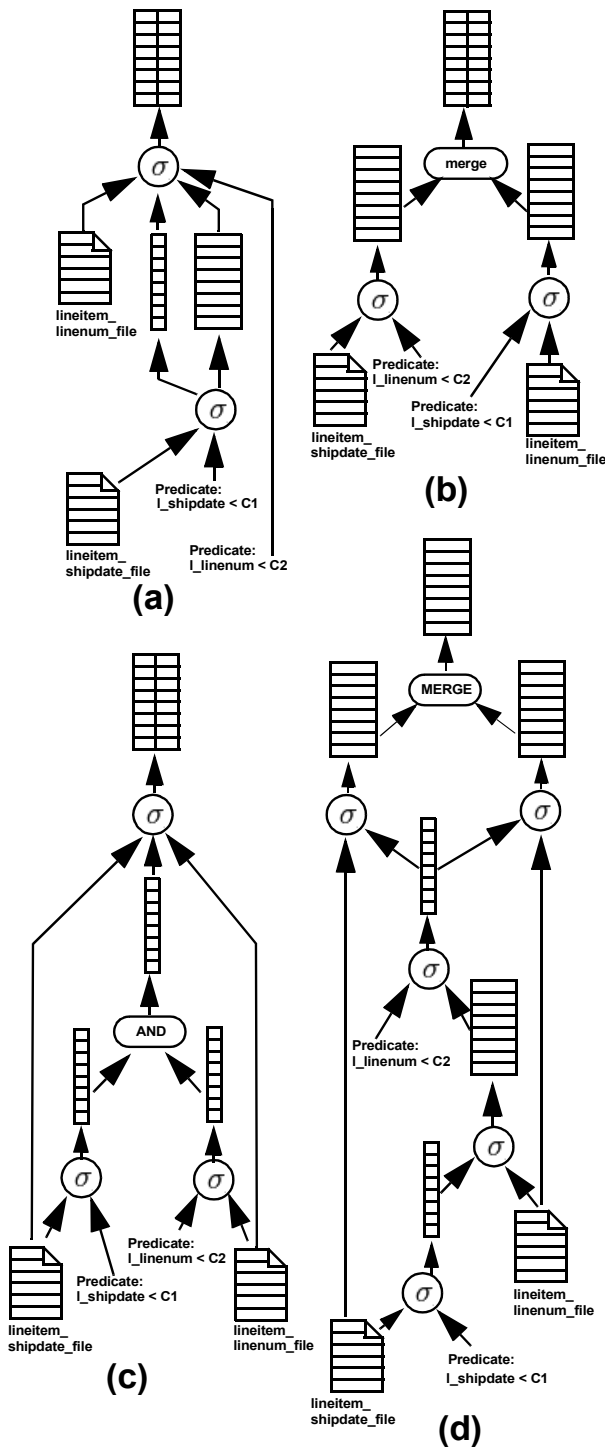 σ
lineitem_
linenum_file
σ
Predicate:
l_shipdate < C1
lineitem_
shipdate_file
Predicate:
l_linenum < C2
(a)
merge
σ
σ
Predicate:
l_linenum < C2
Predicate:
l_shipdate < C1
lineitem_
shipdate_file
lineitem_
linenum_file
(b)
σ
AND
σ
σ
Predicate:
l_linenum < C2
Predicate:
l_shipdate < C1
lineitem_
shipdate_file
lineitem_
linenum_file
(c)
MERGE
σ
σ
σ
Predicate:
l_linenum < C2
σ
lineitem_
linenum_file
σ
Predicate:
l_shipdate < C1
lineitem_
shipdate_file
(d)